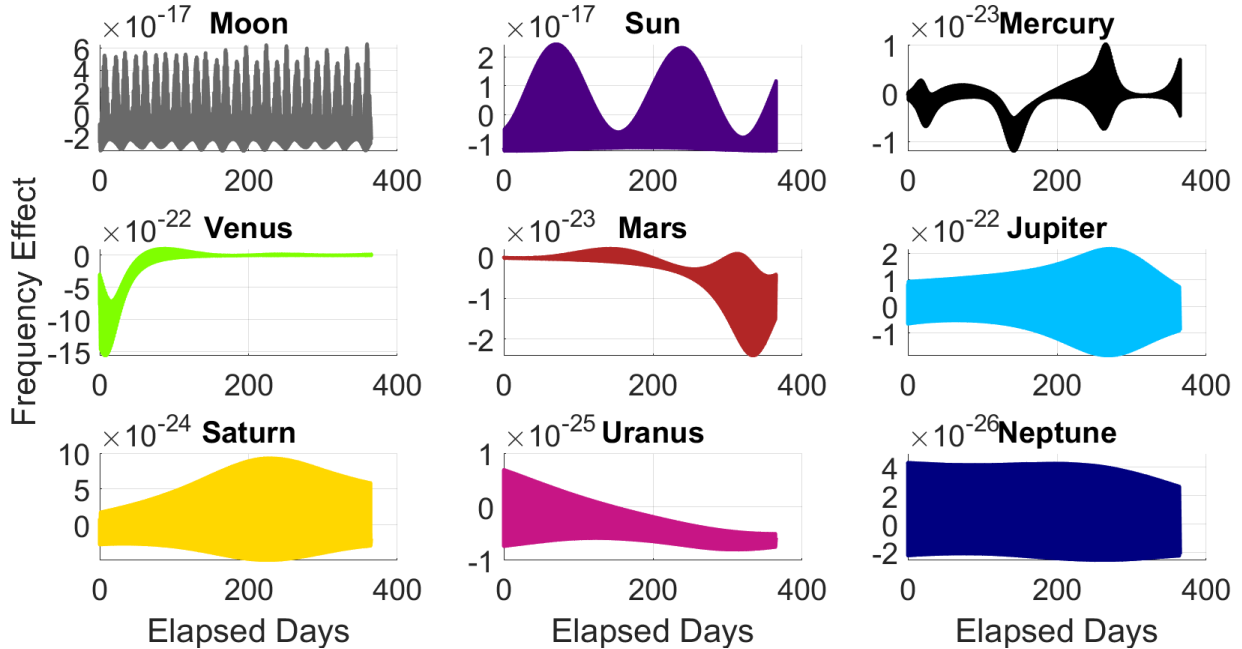 Frequency Effect
×10-17 Moon
6
4
2
0
-2
0 200 400
×10-17 Sun
2
1
0
-1
0 200 400
×10-23 Mercury
1
0
-1
0 200 400
×10-22 Venus
0
-5
-10
-15
0 200 400
×10-23 Mars
0
-1
-2
0 200 400
×10-22 Jupiter
2
1
0
-1
0 200 400
×10-24 Saturn
10
5
0
0 200 400
Elapsed Days
×10-25 Uranus
1
0
-1
0 200 400
Elapsed Days
×10-26 Neptune
4
2
0
-2
0 200 400
Elapsed Days